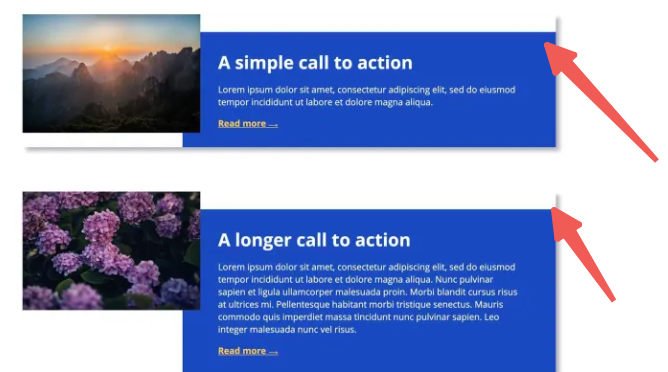 A simple call to action
Lorem ipsum dolor sit amet, consectetur adipiscing elit, sed do eiusmod
tempor incididunt ut labore et dolore magna aliqua.
Read more →
A longer call to action
Lorem ipsum dolor sit amet, consectetur adipiscing elit, sed do eiusmod
tempor incididunt ut labore et dolore magna aliqua. Nunc pulvinar
sapien et ligula ullamcorper malesuada proin. Morbi blandit cursus risus
at ultrices mi. Pellentesque habitant morbi tristique senectus. Mauris
commodo quis imperdiet massa tincidunt nunc pulvinar sapien. Leo
integer malesuada nunc vel risus.
Read more →